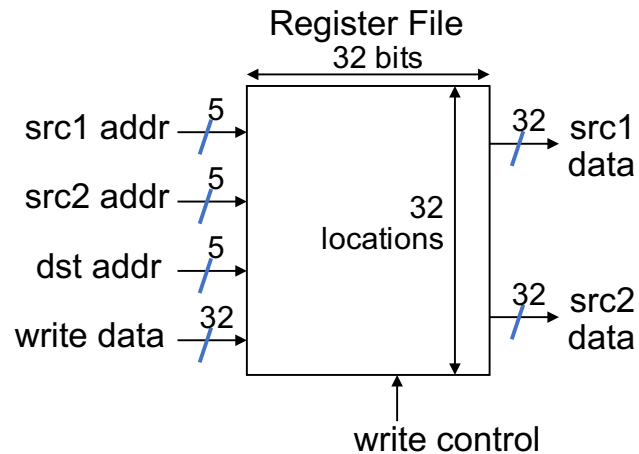 Register File
32 bits
5
src1 addr
5
src2 addr
5
dst addr
32
write data
32
locations
32
src1
data
32
src2
data
write control